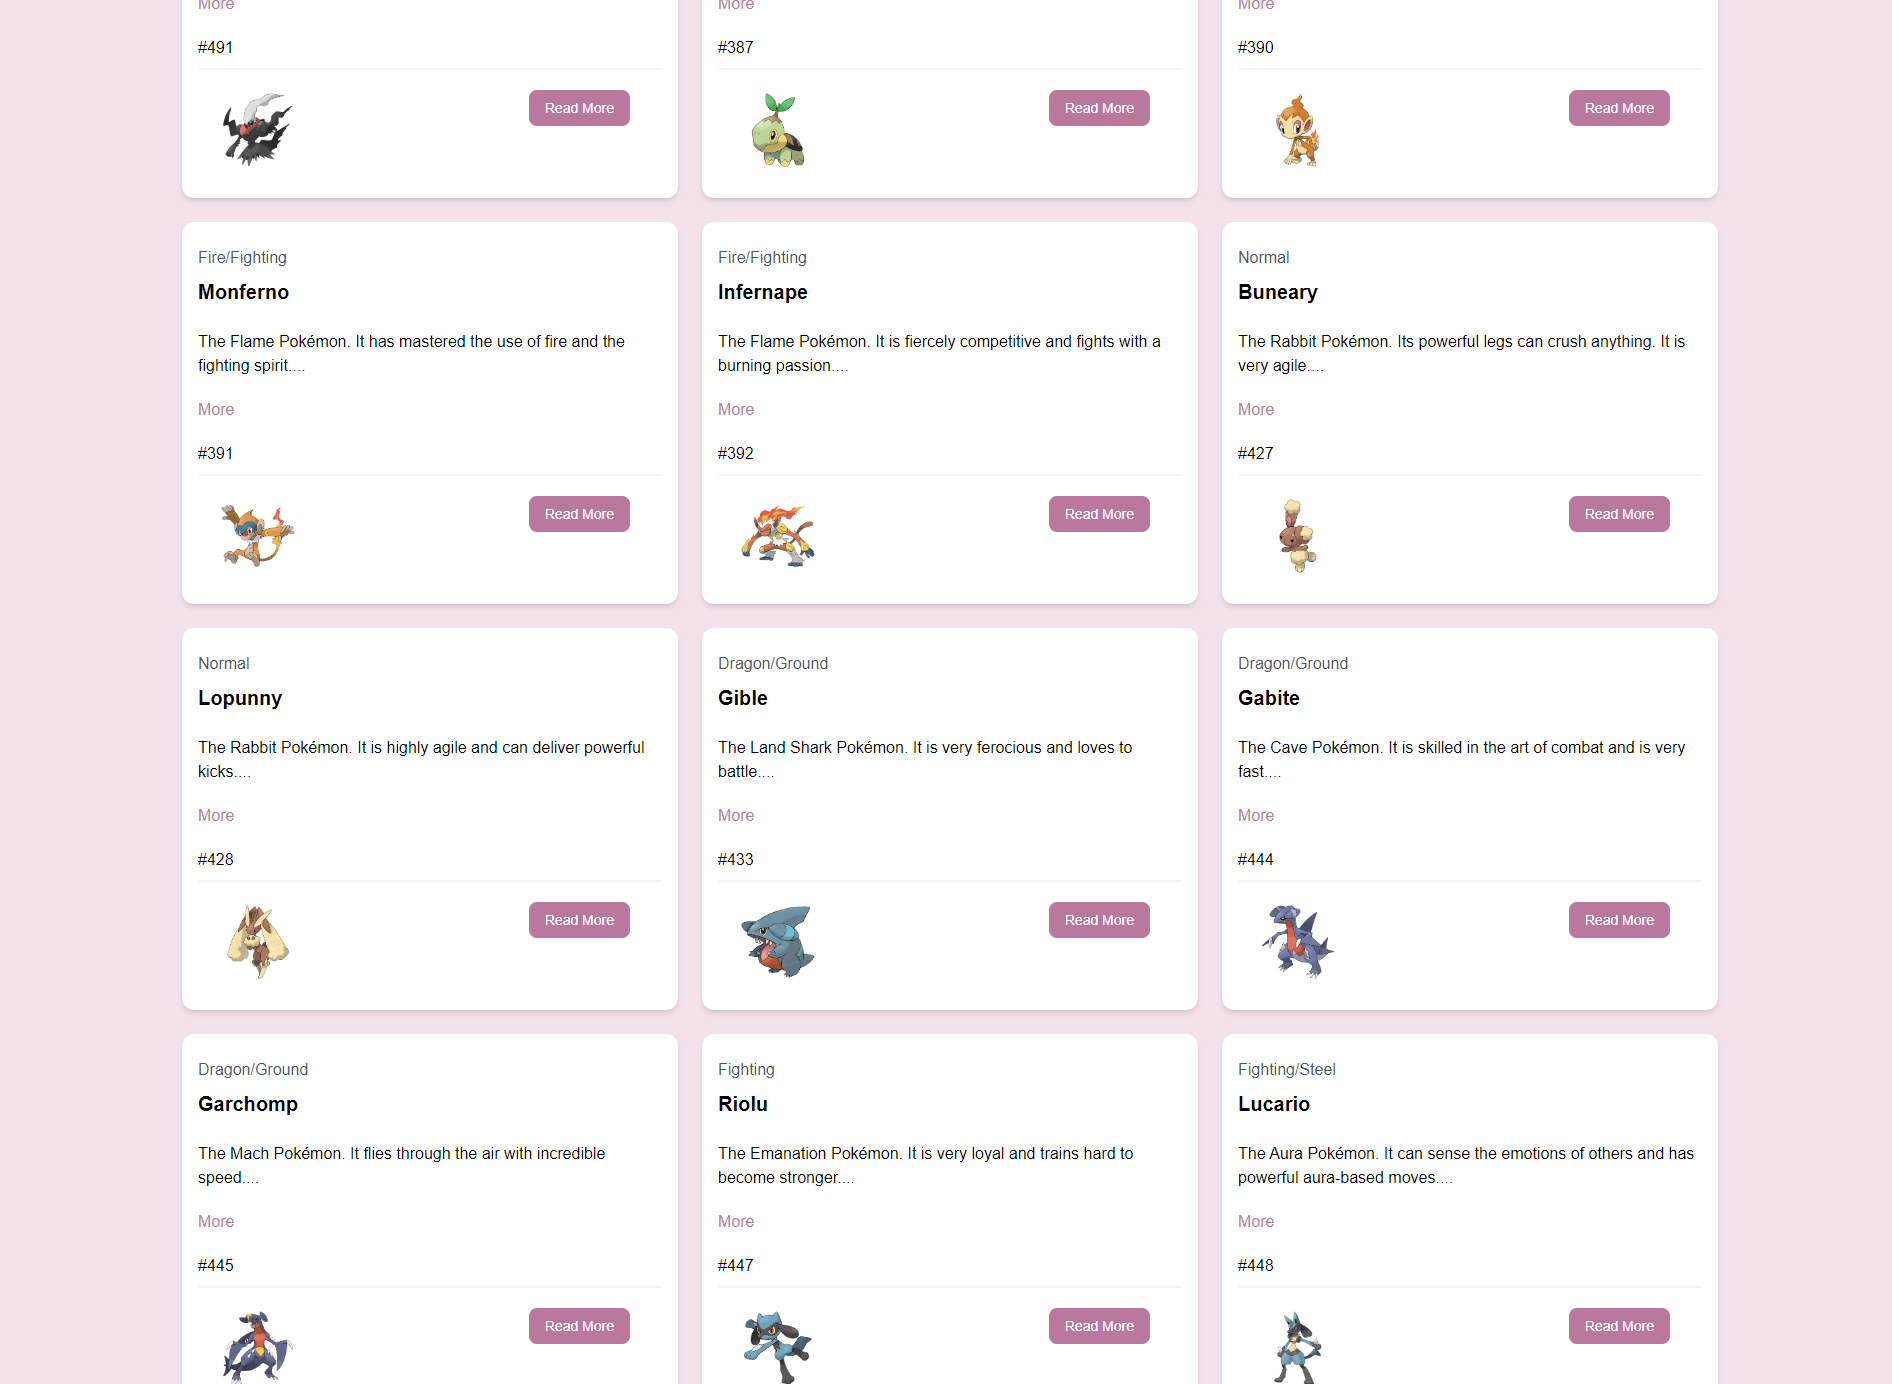 More
More
More
#491
#387
#390
Read More
Read More
Read More
Fire/Fighting
Monferno
The Flame Pokémon. It has mastered the use of fire and the
fighting spirit....
More
#391
Read More
Fire/Fighting
Infernape
The Flame Pokémon. It is fiercely competitive and fights with a
burning passion....
More
#392
Read More
Normal
Buneary
The Rabbit Pokémon. Its powerful legs can crush anything. It is
very agile....
More
#427
Read More
Normal
Lopunny
The Rabbit Pokémon. It is highly agile and can deliver powerful
kicks....
More
#428
Read More
Dragon/Ground
Gible
The Land Shark Pokémon. It is very ferocious and loves to
battle....
More
#433
Read More
Dragon/Ground
Gabite
The Cave Pokémon. It is skilled in the art of combat and is very
fast....
More
#444
Read More
Dragon/Ground
Garchomp
The Mach Pokémon. It flies through the air with incredible
speed....
More
#445
Read More
Fighting
Riolu
The Emanation Pokémon. It is very loyal and trains hard to
become stronger....
More
#447
Read More
Fighting/Steel
Lucario
The Aura Pokémon. It can sense the emotions of others and has
powerful aura-based moves....
More
#448
Read More